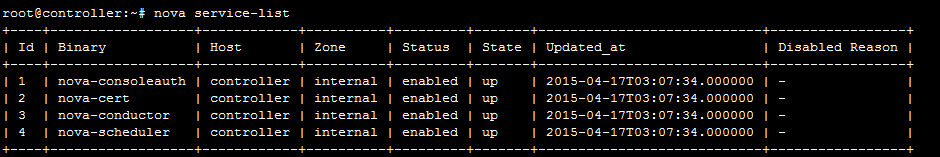 root@controller:~# nova service-list
+----+------------------+------------+----------+---------+-------+----------------------------+-----------------+
| Id | Binary           | Host       | Zone     | Status  | State | Updated_at                 | Disabled Reason |
+----+------------------+------------+----------+---------+-------+----------------------------+-----------------+
| 1  | nova-consoleauth | controller | internal | enabled | up    | 2015-04-17T03:07:34.000000 | -               |
| 2  | nova-cert        | controller | internal | enabled | up    | 2015-04-17T03:07:34.000000 | -               |
| 3  | nova-conductor   | controller | internal | enabled | up    | 2015-04-17T03:07:34.000000 | -               |
| 4  | nova-scheduler   | controller | internal | enabled | up    | 2015-04-17T03:07:34.000000 | -               |
+----+------------------+------------+----------+---------+-------+----------------------------+-----------------+